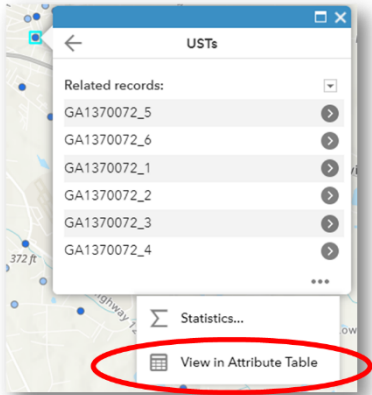 USTs
Related records:
GA1370072_5
GA1370072_6
GA1370072_1
GA1370072_2
GA1370072_3
GA1370072_4
372 ft
Statistics...
View in Attribute Table